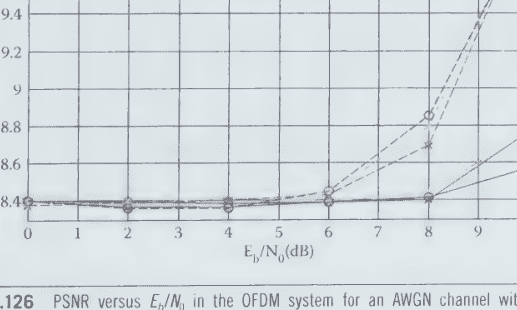 9.4
9.2
9
8.8
8.6
8.4
0 1 2 3 4 5 6 7 8 9
E_b/N_0(dB)
.126 PSNR versus E_b/N_0 in the OFDM system for an AWGN channel wit